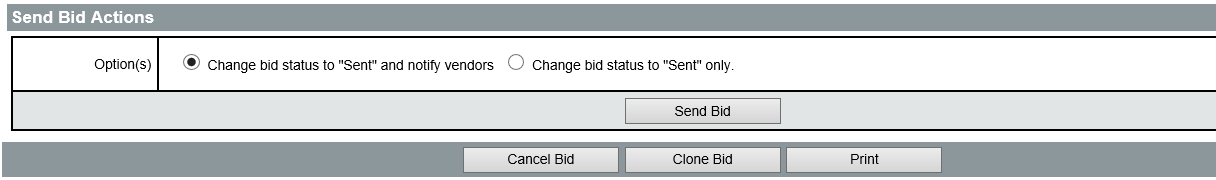 Send Bid Actions
Option(s) Change bid status to "Sent" and notify vendors Change bid status to "Sent" only.
Send Bid
Cancel Bid Clone Bid Print